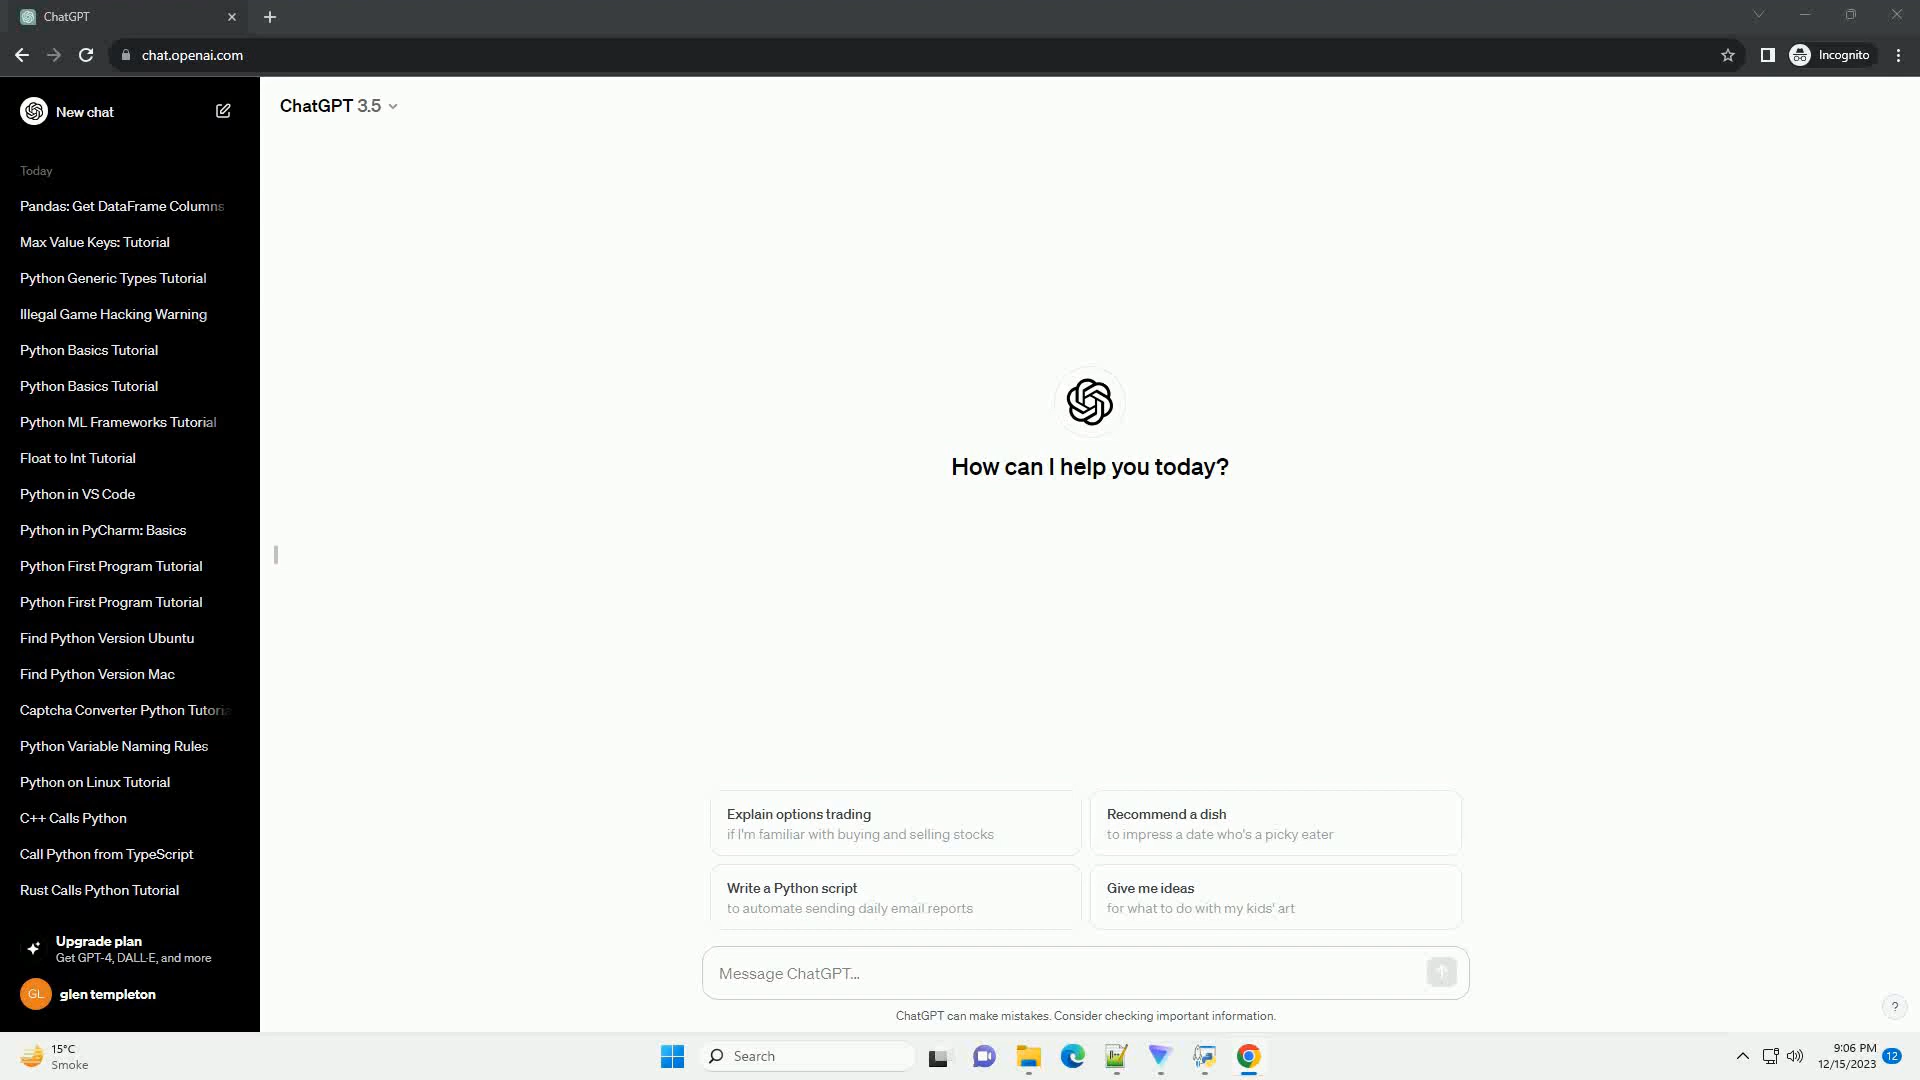 ChatGPT
chat.openai.com
Incognito
New chat
ChatGPT 3.5
Today
Pandas: Get DataFrame Columns
Max Value Keys: Tutorial
Python Generic Types Tutorial
Illegal Game Hacking Warning
Python Basics Tutorial
Python Basics Tutorial
Python ML Frameworks Tutorial
Float to Int Tutorial
Python in VS Code
Python in PyCharm: Basics
Python First Program Tutorial
Python First Program Tutorial
Find Python Version Ubuntu
Find Python Version Mac
Captcha Converter Python Tutoria
Python Variable Naming Rules
Python on Linux Tutorial
C++ Calls Python
Call Python from TypeScript
Rust Calls Python Tutorial
Upgrade plan
Get GPT-4, DALL·E, and more
GL
glen templeton
How can I help you today?
Explain options trading
if I'm familiar with buying and selling stocks
Recommend a dish
to impress a date who's a picky eater
Write a Python script
to automate sending daily email reports
Give me ideas
for what to do with my kids' art
Message ChatGPT...
ChatGPT can make mistakes. Consider checking important information.
?
15°C
Smoke
Search
9:06 PM
12/15/2023
12